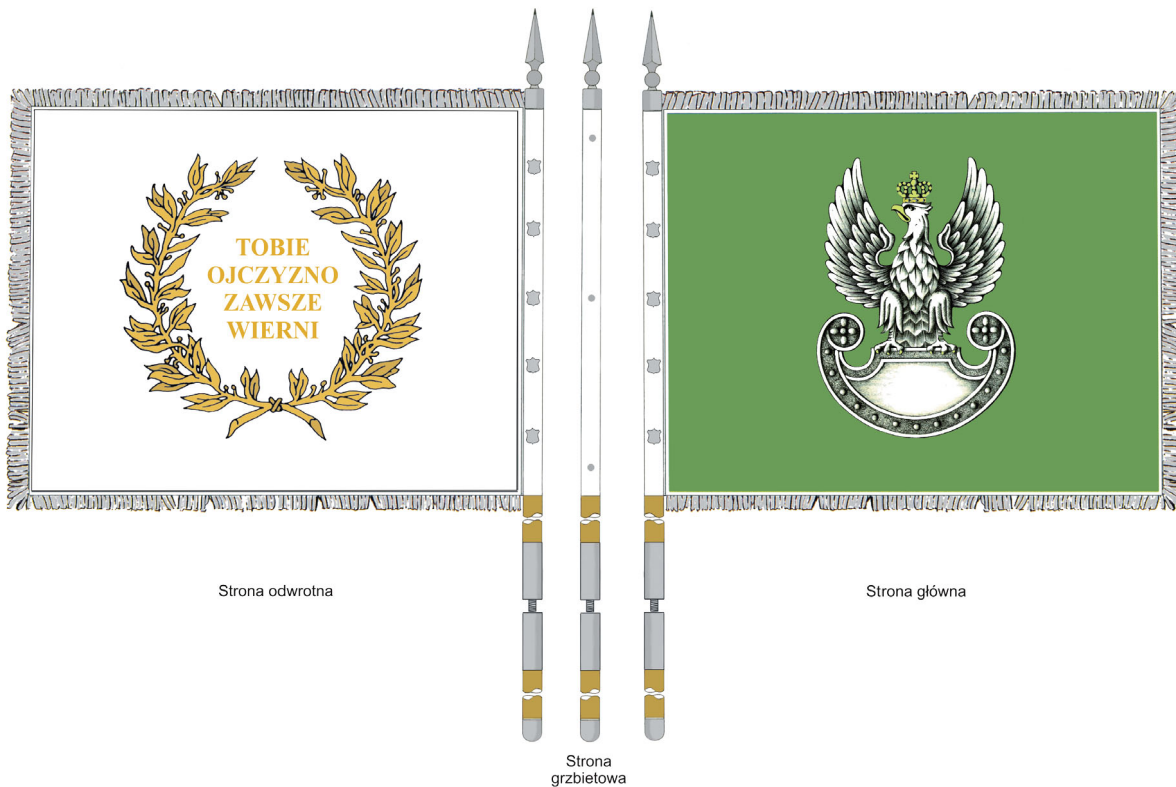 TOBIE
OJCZYZNO
ZAWSZE
WIERNI
Strona odwrotna
Strona główna
Strona
grzbietowa